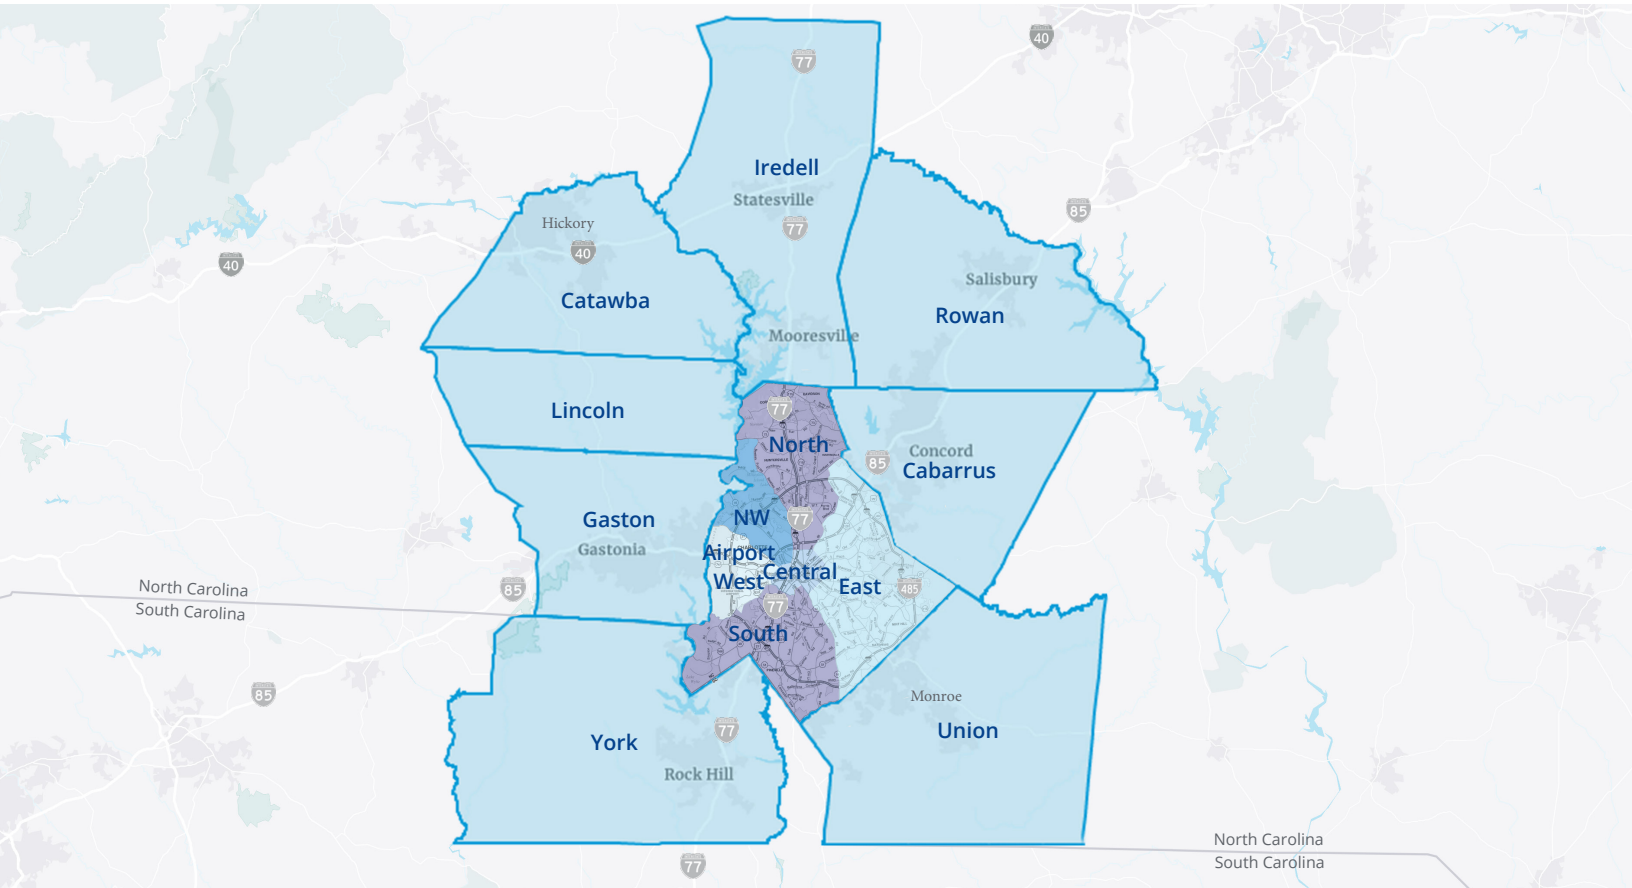 40
77
Iredell
Statesville
77
85
Hickory
40
40
Catawba
Salisbury
Rowan
Mooresville
Lincoln
77
North
Concord
85
Cabarrus
Gaston
Gastonia
NW
77
Airport
West
Central
East
485
85
North Carolina
South Carolina
77
South
85
Monroe
Union
York
77
Rock Hill
North Carolina
South Carolina
77